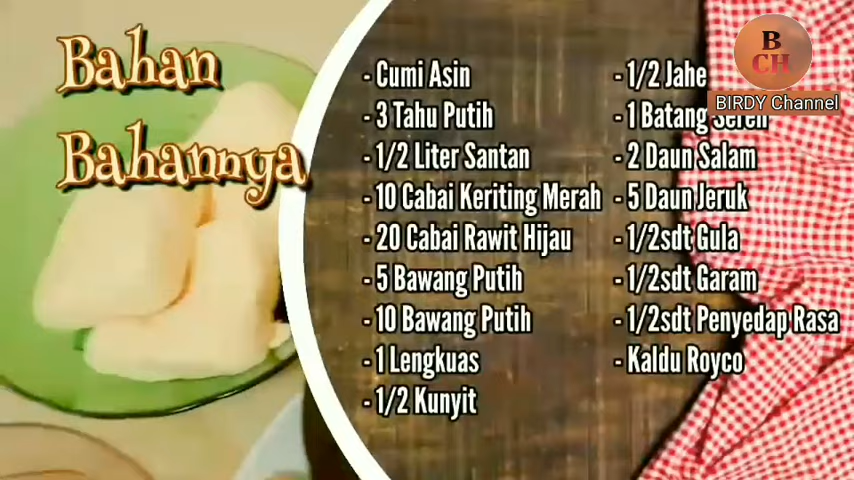 Bahan
Bahannya
- Cumi Asin
- 3 Tahu Putih
- 1/2 Liter Santan
- 10 Cabai Keriting Merah
- 20 Cabai Rawit Hijau
- 5 Bawang Putih
- 10 Bawang Putih
- 1 Lengkuas
- 1/2 Kunyit
- 1/2 Jahe
- 1 Batang Sereh
- 2 Daun Salam
- 5 Daun Jeruk
- 1/2sdt Gula
- 1/2sdt Garam
- 1/2sdt Penyedap Rasa
- Kaldu Royco
B
CH
BIRDY Channel